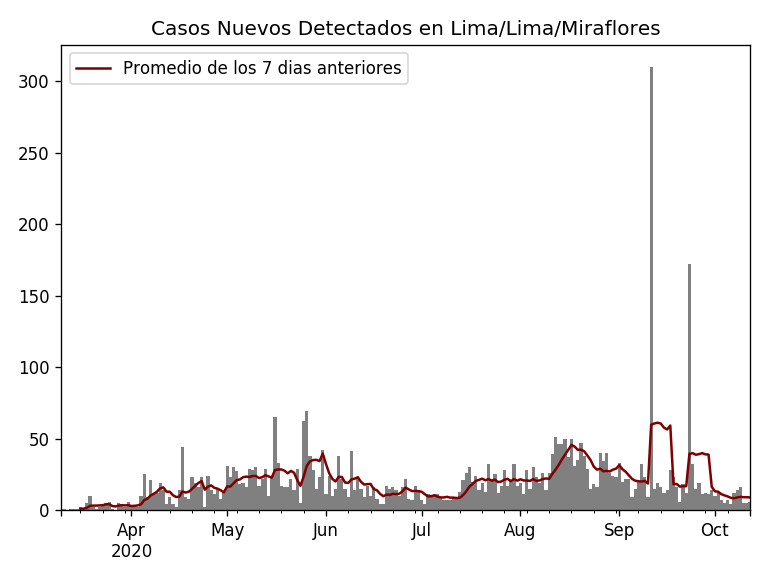 Casos Nuevos Detectados en Lima/Lima/Miraflores
Promedio de los 7 dias anteriores
300
250
200
150
100
50
0
Apr May Jun Jul Aug Sep Oct
2020